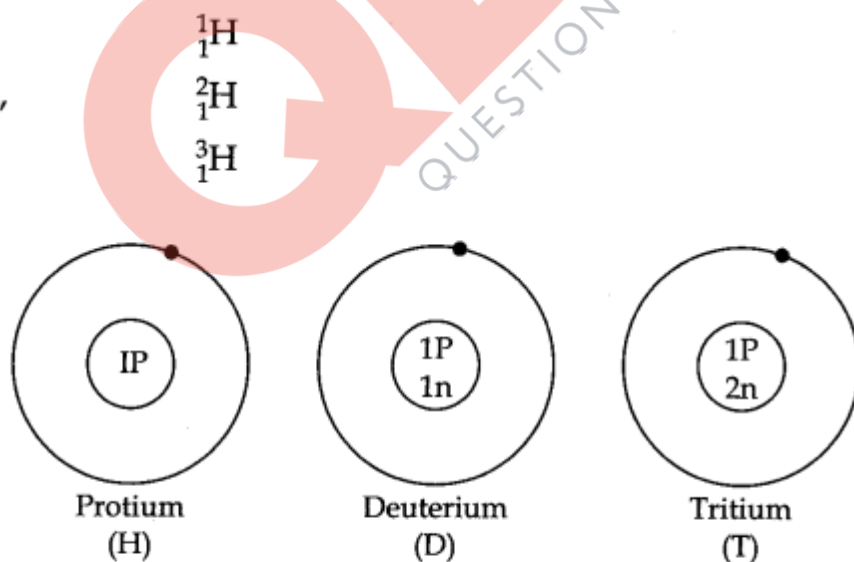 ¹₁H
²₁H
,
³₁H
QUESTION
IP
1P
1n
1P
2n
Protium
(H)
Deuterium
(D)
Tritium
(T)